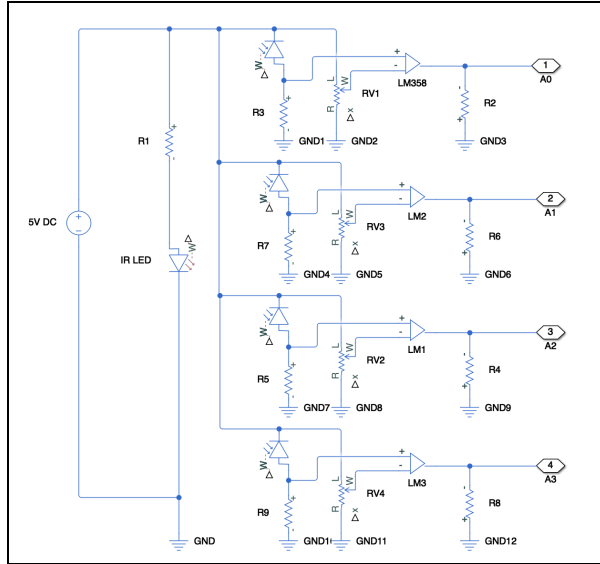 W
L
+
-
W
1
A0
LM358
R3
+
-
RV1
R
x
R2
-
+
R1
+
-
GND1
GND2
GND3
W
L
+
-
W
2
A1
LM2
5V DC
+
-
R7
+
-
RV3
R
x
R6
-
+
W
IR LED
GND4
GND5
GND6
W
L
+
-
W
3
A2
LM1
R5
+
-
RV2
R
x
R4
-
+
GND7
GND8
GND9
W
L
+
-
W
4
A3
LM3
R9
+
-
RV4
R
x
R8
-
+
GND
GND11
GND12